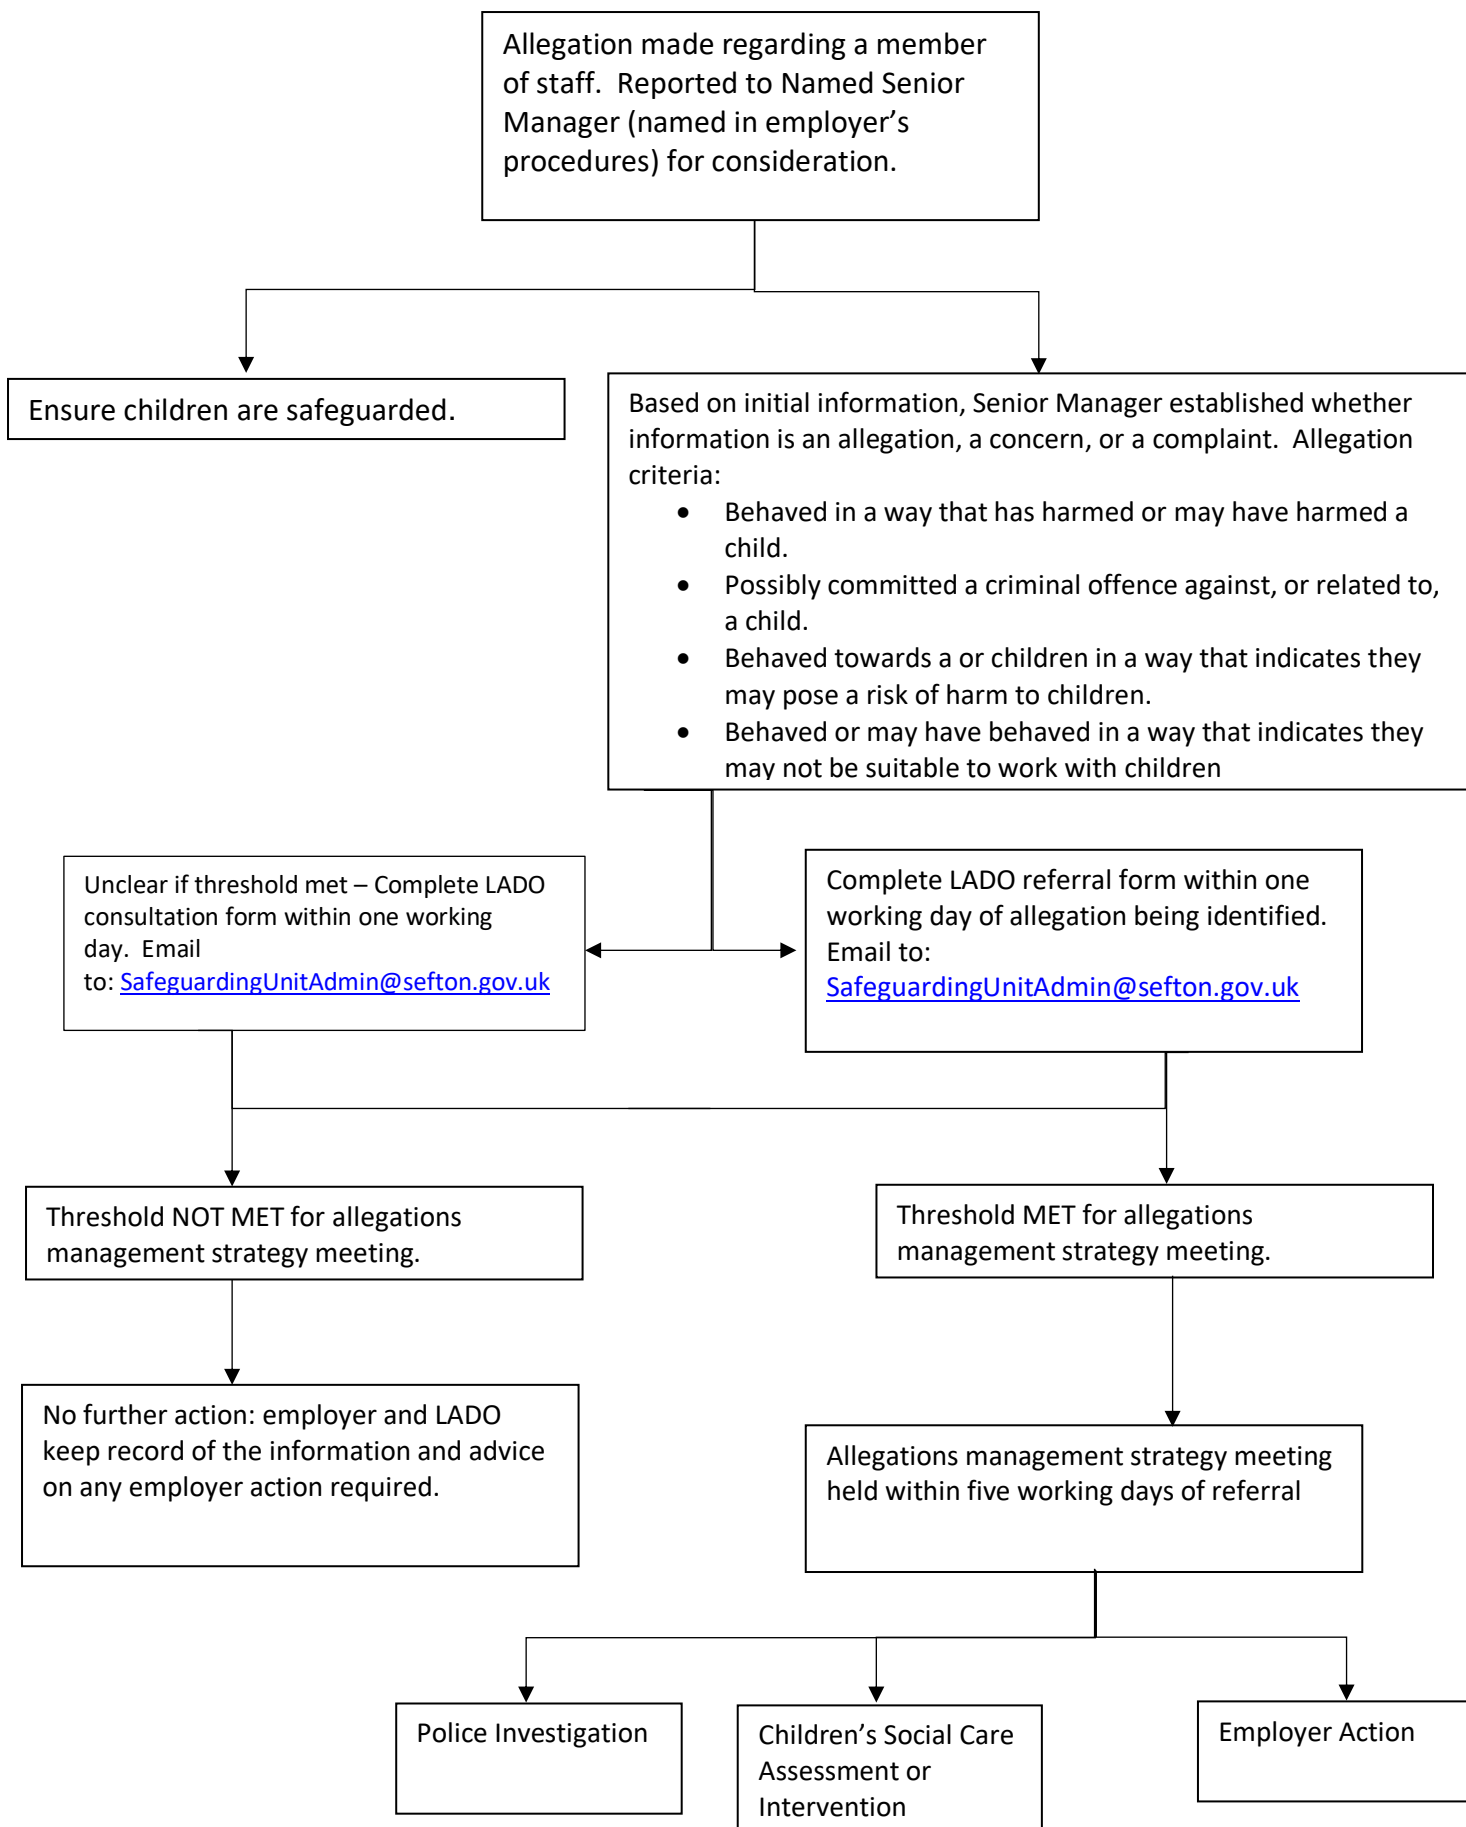 Allegation made regarding a member
of staff.  Reported to Named Senior
Manager (named in employer’s
procedures) for consideration.
Ensure children are safeguarded.
Based on initial information, Senior Manager established whether
information is an allegation, a concern, or a complaint.  Allegation
criteria:
• Behaved in a way that has harmed or may have harmed a
child.
• Possibly committed a criminal offence against, or related to,
a child.
• Behaved towards a or children in a way that indicates they
may pose a risk of harm to children.
• Behaved or may have behaved in a way that indicates they
may not be suitable to work with children
Unclear if threshold met – Complete LADO
consultation form within one working
day.  Email
to: SafeguardingUnitAdmin@sefton.gov.uk
Complete LADO referral form within one
working day of allegation being identified.
Email to:
SafeguardingUnitAdmin@sefton.gov.uk
Threshold NOT MET for allegations
management strategy meeting.
Threshold MET for allegations
management strategy meeting.
No further action: employer and LADO
keep record of the information and advice
on any employer action required.
Allegations management strategy meeting
held within five working days of referral
Police Investigation
Children’s Social Care
Assessment or
Intervention
Employer Action